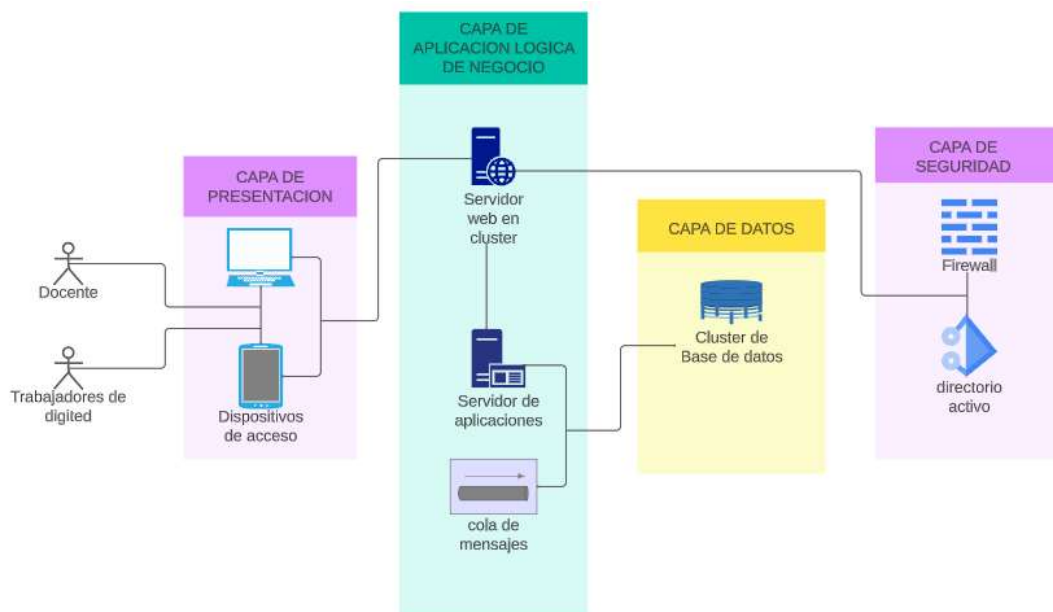 CAPA DE
APLICACION LOGICA
DE NEGOCIO
CAPA DE
PRESENTACION
CAPA DE
SEGURIDAD
CAPA DE DATOS
Servidor
web en
cluster
Firewall
Docente
Cluster de
Base de datos
Trabajadores de
digited
Dispositivos
de acceso
Servidor de
aplicaciones
directorio
activo
cola de
mensajes